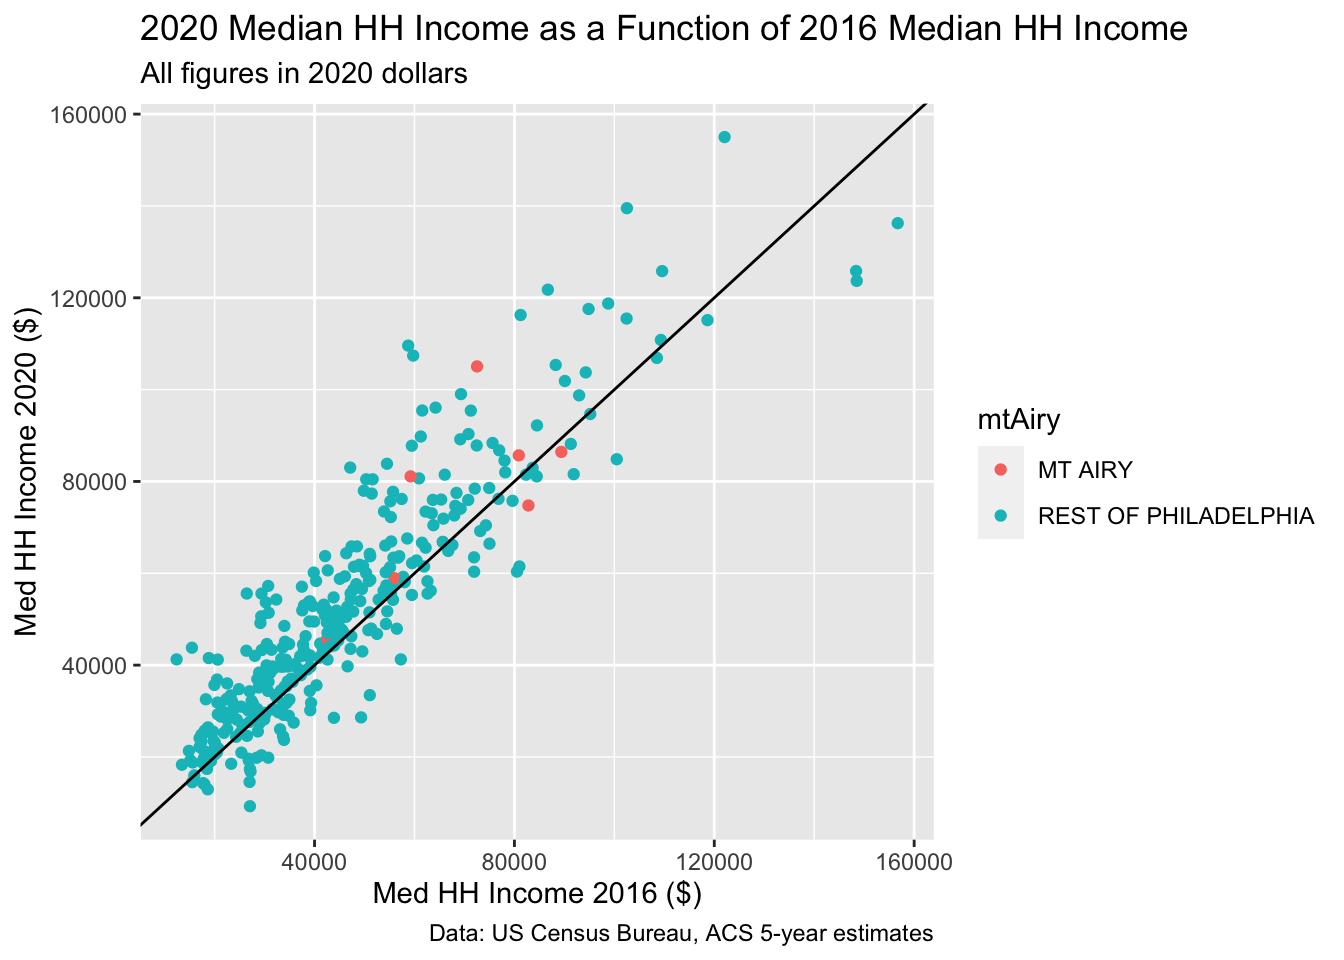 2020 Median HH Income as a Function of 2016 Median HH Income
All figures in 2020 dollars
160000
120000
80000
40000
Med HH Income 2020 ($)
40000 80000 120000 160000
Med HH Income 2016 ($)
mtAiry
MT AIRY
REST OF PHILADELPHIA
Data: US Census Bureau, ACS 5-year estimates